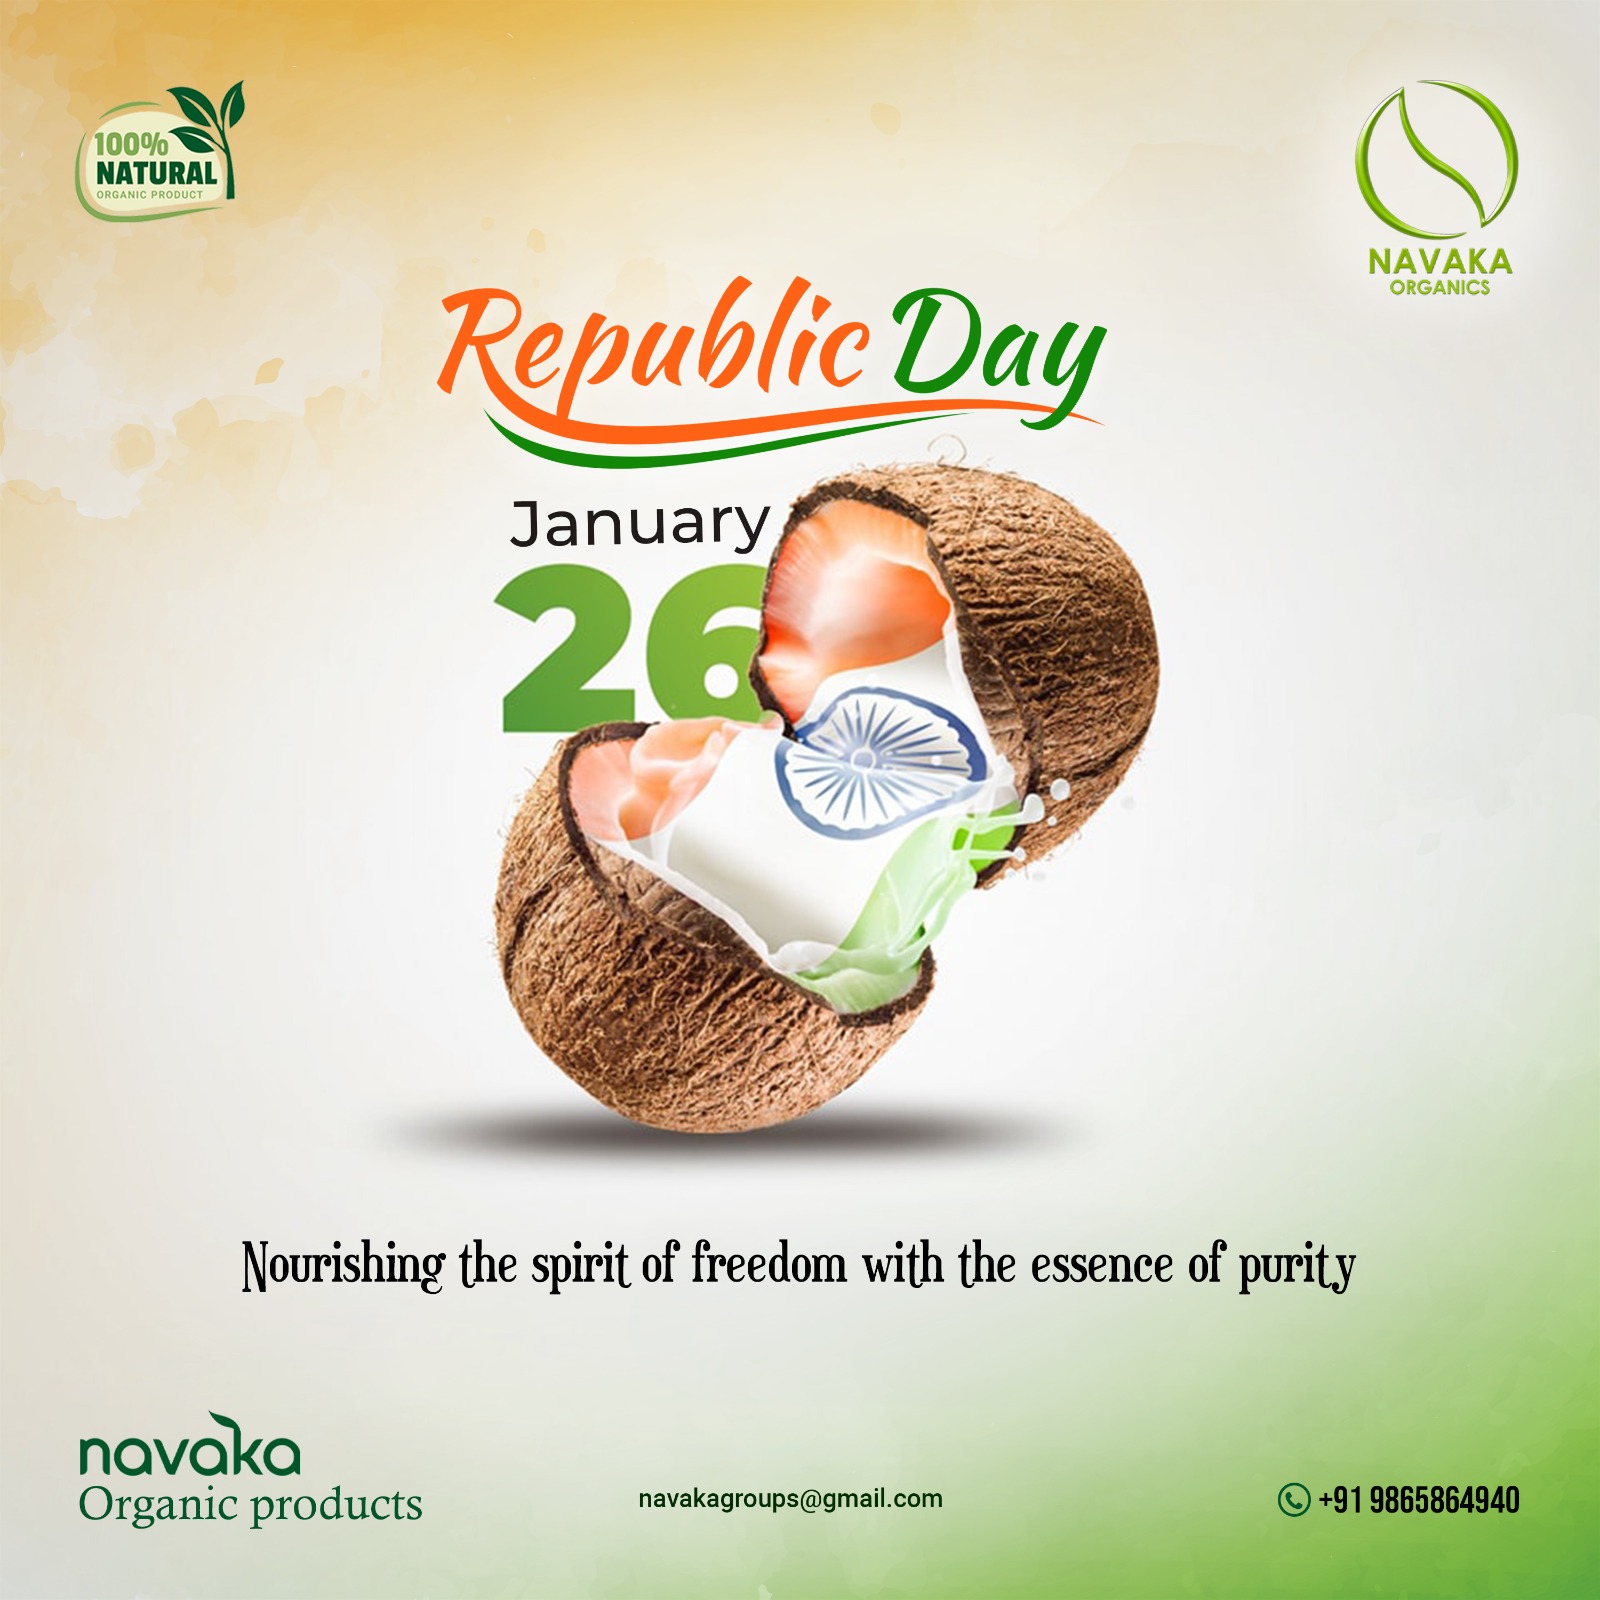 100%
NATURAL
ORGANIC PRODUCT
NAVAKA
ORGANICS
Republic Day
January
26
Nourishing the spirit of freedom with the essence of purity
navaka
Organic products
navakagroups@gmail.com
+91 9865864940